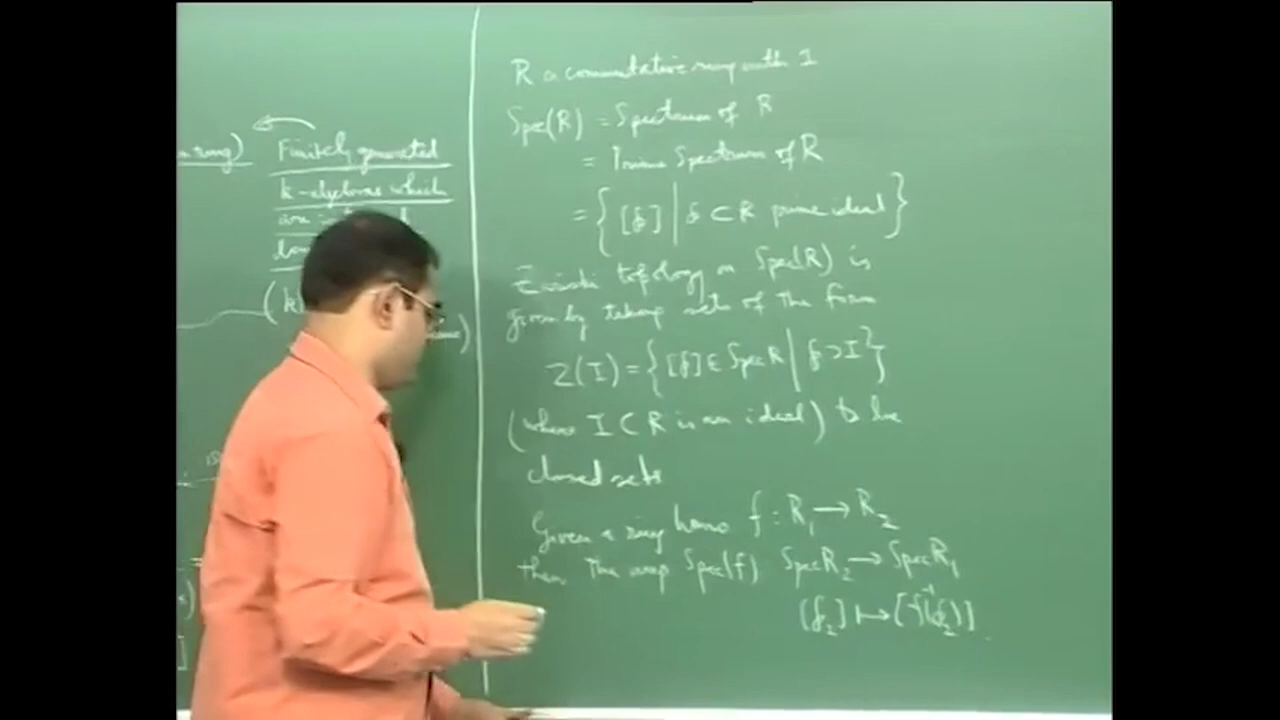 ring)
Finitely generated
k-algebras which
are
(k
)
R a commutative ring with 1
Spec(R) = Spectrum of R
= Prime Spectrum of R
= { [𝔭] | 𝔭 ⊂ R prime ideal }
Zariski topology on Spec(R) is
given by taking sets of the form
Z(I) = { [𝔭] ∈ Spec R | 𝔭 ⊃ I }
(where I ⊂ R is an ideal) to be
closed sets
Given a ring homo f : R₁ → R₂
then the map Spec(f) Spec R₂ → Spec R₁
[𝔭₂] ↦ [f⁻¹(𝔭₂)]